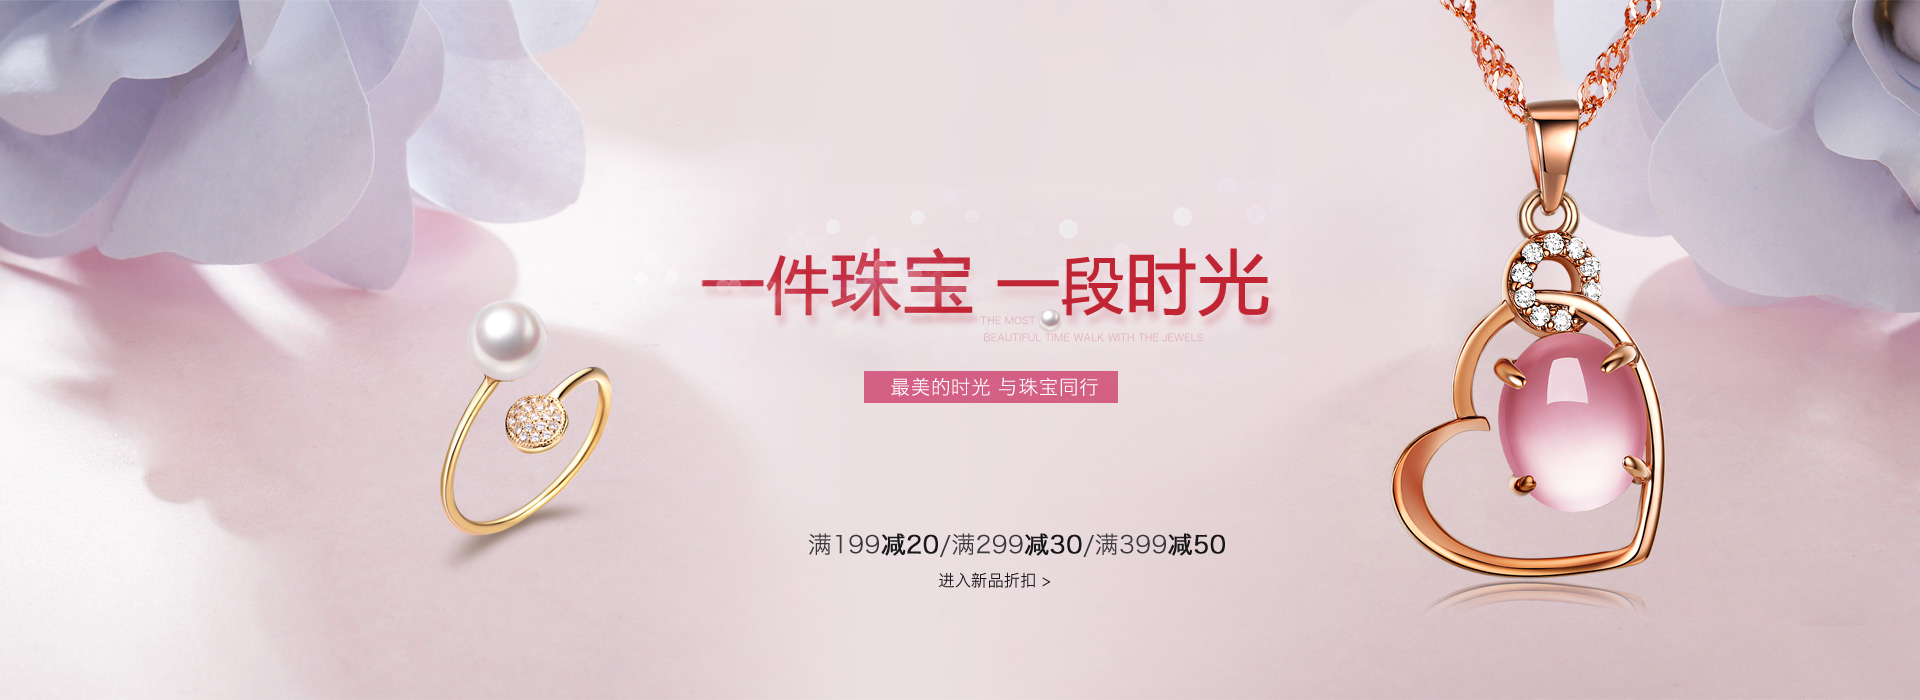 一件珠宝 一段时光
THE MOST
BEAUTIFUL TIME WALK WITH THE JEWELS
最美的时光 与珠宝同行
满199减20/满299减30/满399减50
进入新品折扣 >